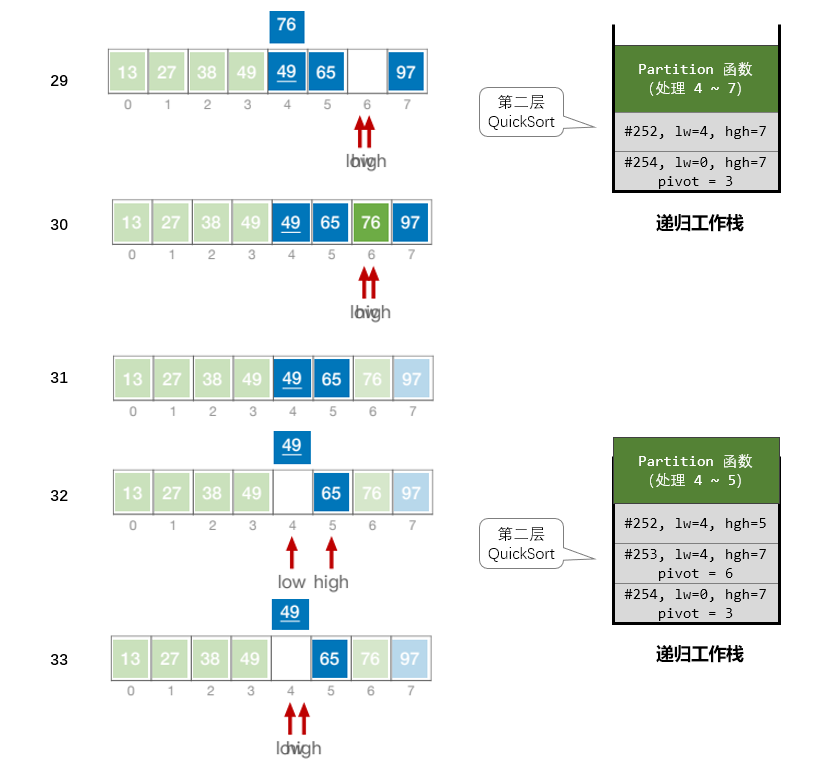 76
29
13 27 38 49 49 65 97
0 1 2 3 4 5 6 7
low high
第二层
QuickSort
Partition 函数
(处理 4 ~ 7)
#252, lw=4, hgh=7
#254, lw=0, hgh=7
pivot = 3
递归工作栈
30
13 27 38 49 49 65 76 97
0 1 2 3 4 5 6 7
low high
31
13 27 38 49 49 65 76 97
0 1 2 3 4 5 6 7
49
32
13 27 38 49 65 76 97
0 1 2 3 4 5 6 7
low high
第二层
QuickSort
Partition 函数
(处理 4 ~ 5)
#252, lw=4, hgh=5
#253, lw=4, hgh=7
pivot = 6
#254, lw=0, hgh=7
pivot = 3
递归工作栈
49
33
13 27 38 49 65 76 97
0 1 2 3 4 5 6 7
low high